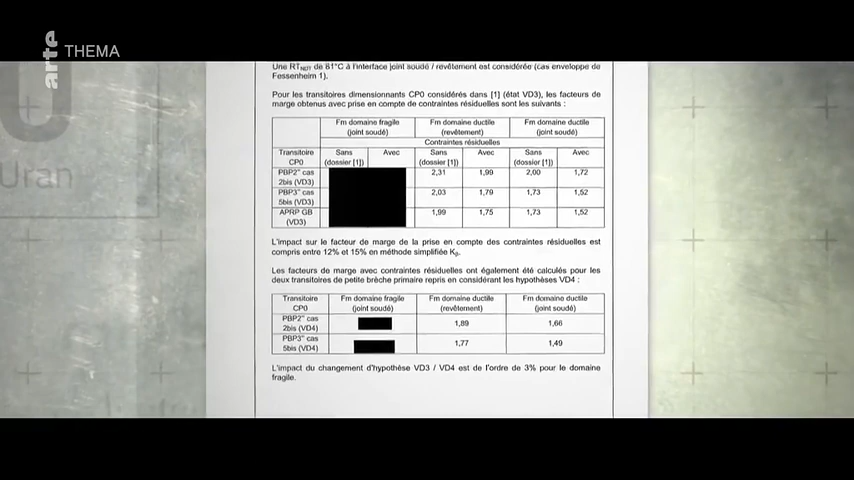 arte THEMA
Uran
Une RTNDT de 81°C à l'interface joint soudé / revêtement est considérée (cas enveloppe de
Fessenheim 1).
Pour les transitoires dimensionnants CP0 considérés dans [1] (état VD3), les facteurs de
marge obtenus avec prise en compte de contraintes résiduelles sont les suivants :
Fm domaine fragile Fm domaine ductile Fm domaine ductile
(joint soudé) (revêtement) (joint soudé)
Contraintes résiduelles
Transitoire Sans Avec Sans Avec Sans Avec
CP0 (dossier [1]) (dossier [1]) (dossier [1])
PBP2" cas 2,31 1,99 2,00 1,72
2bis (VD3)
PBP3" cas 2,03 1,79 1,73 1,52
5bis (VD3)
APRP GB 1,99 1,75 1,73 1,52
(VD3)
L'impact sur le facteur de marge de la prise en compte des contraintes résiduelles est
compris entre 12% et 15% en méthode simplifiée Kβ.
Les facteurs de marge avec contraintes résiduelles ont également été calculés pour les
deux transitoires de petite brèche primaire repris en considérant les hypothèses VD4 :
Transitoire Fm domaine fragile Fm domaine ductile Fm domaine ductile
CP0 (joint soudé) (revêtement) (joint soudé)
PBP2" cas 1,89 1,66
2bis (VD4)
PBP3" cas 1,77 1,49
5bis (VD4)
L'impact du changement d'hypothèse VD3 / VD4 est de l'ordre de 3% pour le domaine
fragile.